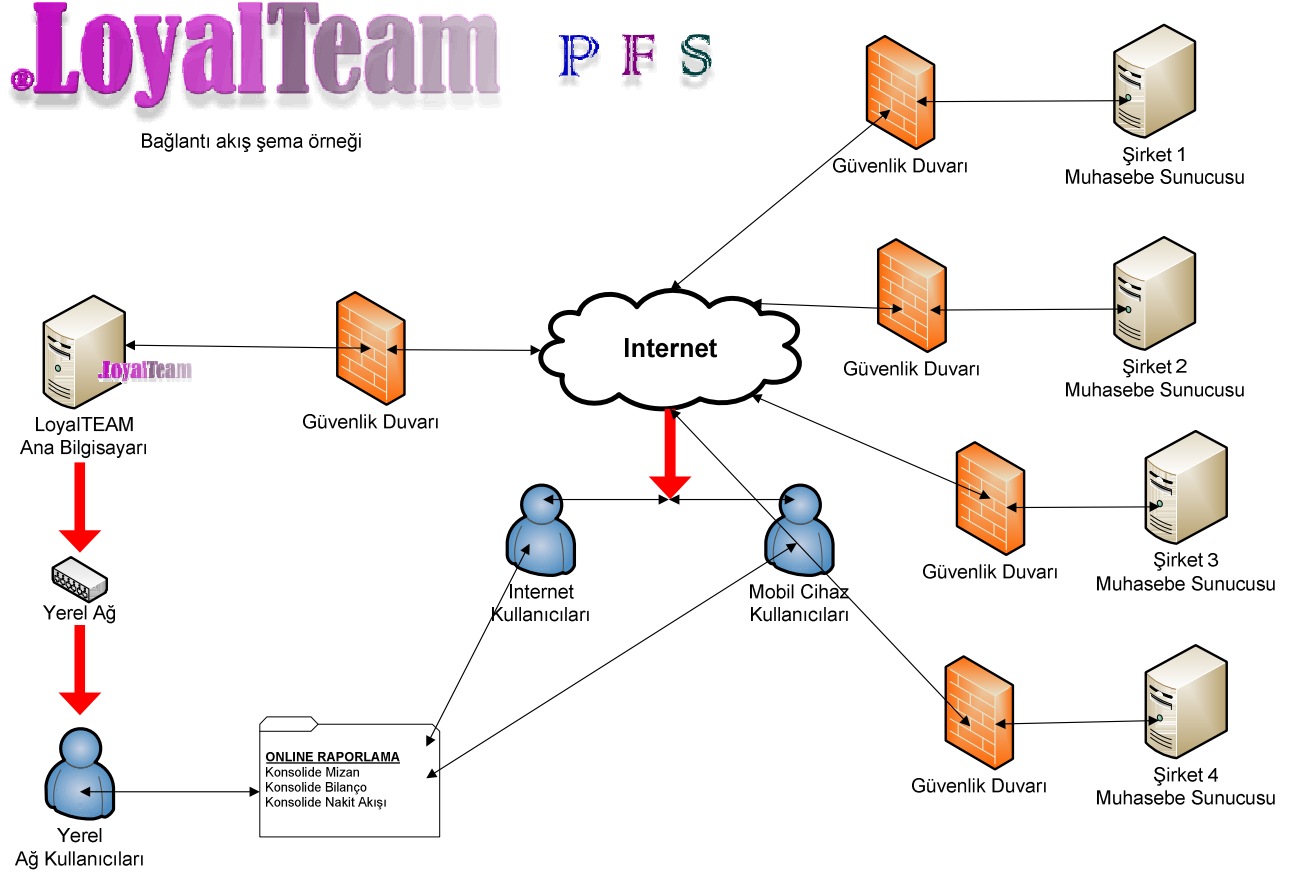 ®.LoyalTeam
P F S
Bağlantı akış şema örneği
Güvenlik Duvarı
Şirket 1
Muhasebe Sunucusu
Güvenlik Duvarı
Şirket 2
Muhasebe Sunucusu
Internet
.loyalTeam
LoyalTEAM
Ana Bilgisayarı
Güvenlik Duvarı
Güvenlik Duvarı
Şirket 3
Muhasebe Sunucusu
Internet
Kullanıcıları
Mobil Cihaz
Kullanıcıları
Yerel Ağ
Güvenlik Duvarı
Şirket 4
Muhasebe Sunucusu
ONLINE RAPORLAMA
Konsolide Mizan
Konsolide Bilanço
Konsolide Nakit Akışı
Yerel
Ağ Kullanıcıları